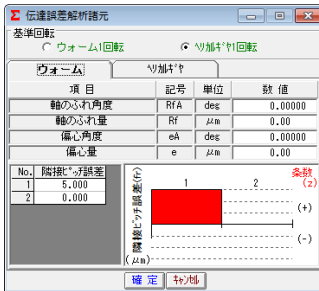 Σ 伝達誤差解析諸元
基準回転
ウォーム1回転
ﾍﾘｶﾙｷﾞﾔ1回転
ウォーム
ﾍﾘｶﾙｷﾞﾔ
項 目 記号 単位 数 値
軸のふれ角度 RfA deg 0.00000
軸のふれ量 Rf μm 0.00
偏心角度 eA deg 0.00000
偏心量 e μm 0.00
No. 隣接ﾋﾟｯﾁ誤差
1 5.000
2 0.000
隣接ピッチ誤差(fr)
(μm)
1 2
条数
(z)
(+)
(-)
確 定 ｷｬﾝｾﾙ